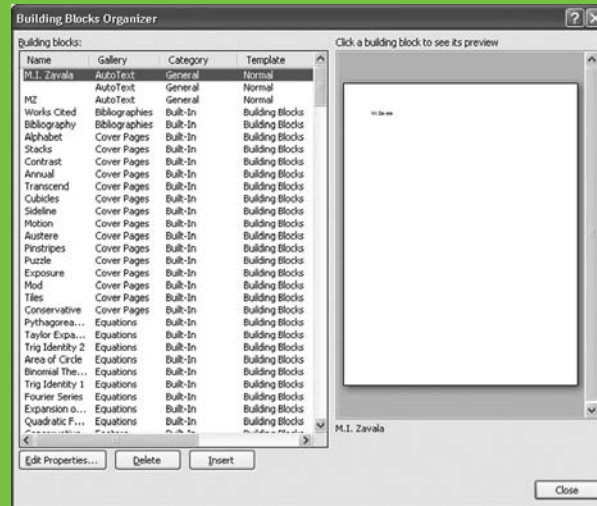 Building Blocks Organizer
Building blocks:
Click a building block to see its preview
Name Gallery Category Template
M.I. Zavala AutoText General Normal
AutoText General Normal
MZ AutoText General Normal
Works Cited Bibliographies Built-In Building Blocks
Bibliography Bibliographies Built-In Building Blocks
Alphabet Cover Pages Built-In Building Blocks
Stacks Cover Pages Built-In Building Blocks
Contrast Cover Pages Built-In Building Blocks
Annual Cover Pages Built-In Building Blocks
Transcend Cover Pages Built-In Building Blocks
Cubicles Cover Pages Built-In Building Blocks
Sideline Cover Pages Built-In Building Blocks
Motion Cover Pages Built-In Building Blocks
Austere Cover Pages Built-In Building Blocks
Pinstripes Cover Pages Built-In Building Blocks
Puzzle Cover Pages Built-In Building Blocks
Exposure Cover Pages Built-In Building Blocks
Mod Cover Pages Built-In Building Blocks
Tiles Cover Pages Built-In Building Blocks
Conservative Cover Pages Built-In Building Blocks
Pythagorea... Equations Built-In Building Blocks
Taylor Expa... Equations Built-In Building Blocks
Trig Identity 2 Equations Built-In Building Blocks
Area of Circle Equations Built-In Building Blocks
Binomial The... Equations Built-In Building Blocks
Trig Identity 1 Equations Built-In Building Blocks
Fourier Series Equations Built-In Building Blocks
Expansion o... Equations Built-In Building Blocks
Quadratic F... Equations Built-In Building Blocks
M.I. Zavala
M.I. Zavala
Edit Properties... Delete Insert
Close